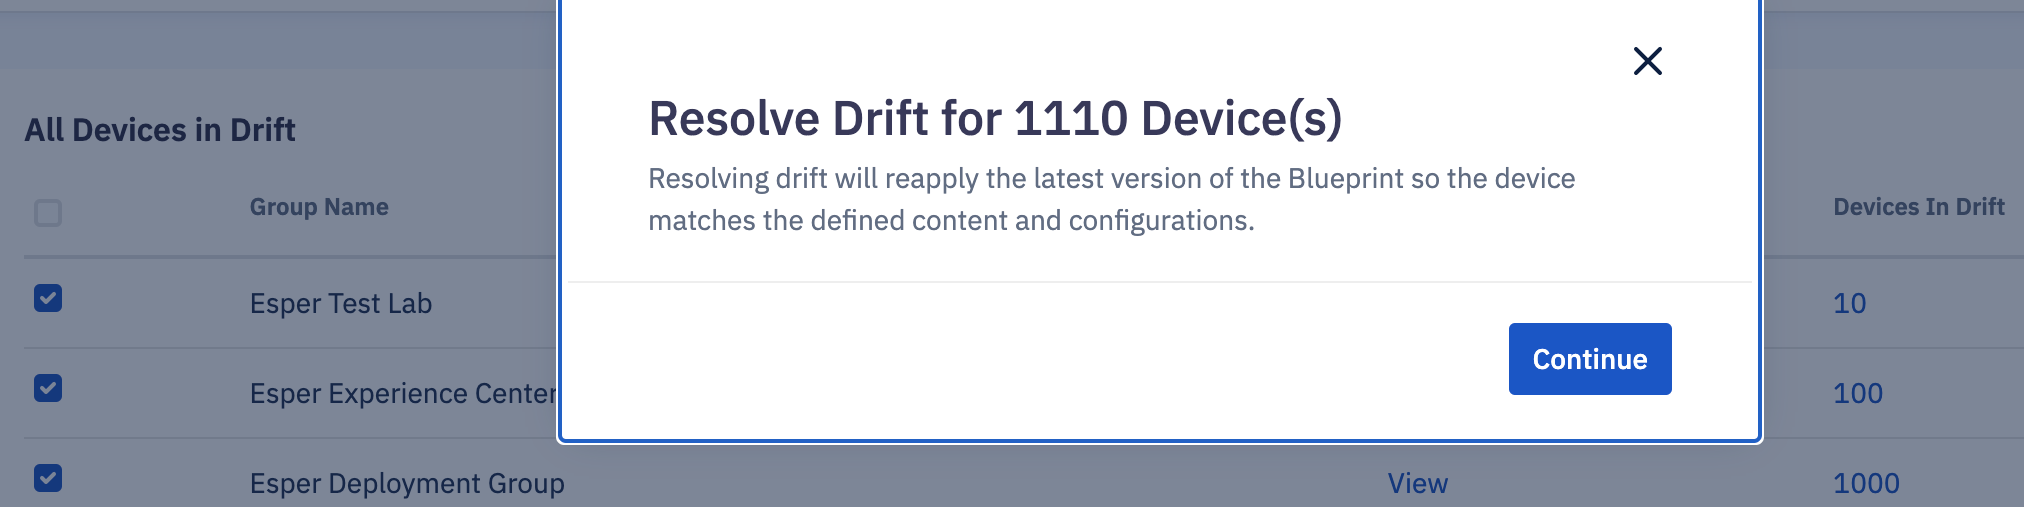 Resolve Drift for 1110 Device(s)
Resolving drift will reapply the latest version of the Blueprint so the device
matches the defined content and configurations.
Continue
All Devices in Drift
Group Name
Devices In Drift
Esper Test Lab
10
Esper Experience Center
100
Esper Deployment Group
View
1000